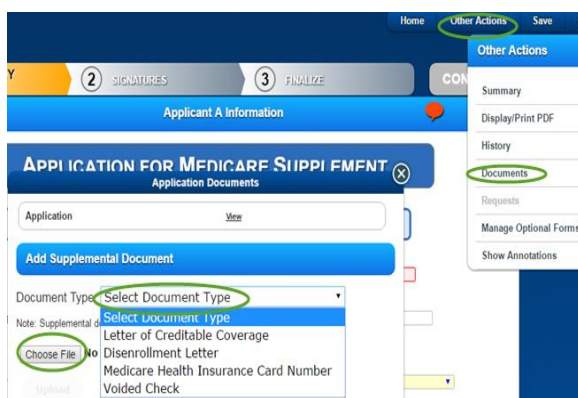 Home Other Actions Save
Other Actions
Y 2 SIGNATURES 3 FINALIZE CON
Summary
Applicant A Information
Display/Print PDF
History
APPLICATION FOR MEDICARE SUPPLEMENT
Application Documents
Documents
Requests
Application View
Manage Optional Forms
Add Supplemental Document
Show Annotations
Document Type Select Document Type
Select Document Type
Note: Supplemental d
Letter of Creditable Coverage
Choose File No
Disenrollment Letter
Medicare Health Insurance Card Number
Upload
Voided Check